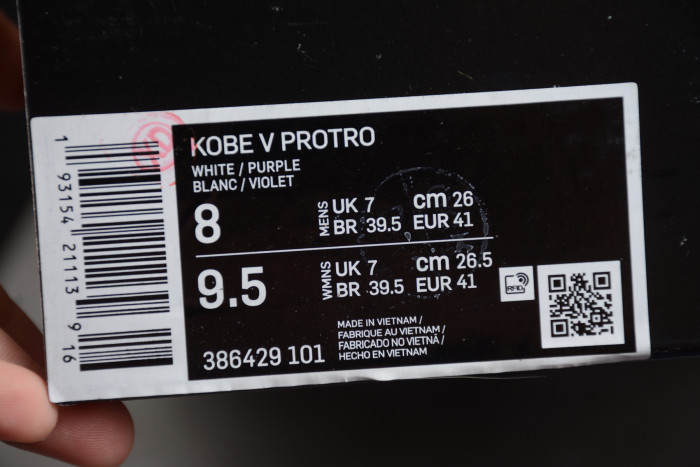 KOBE V PROTRO
WHITE / PURPLE
BLANC / VIOLET
8
MENS
UK 7
cm 26
BR 39.5
EUR 41
9.5
WMNS
UK 7
cm 26.5
BR 39.5
EUR 41
RFID
386429 101
MADE IN VIETNAM /
FABRIQUE AU VIETNAM /
FABRICADO NO VIETNÃ /
HECHO EN VIETNAM
1 93154 21113 9 16